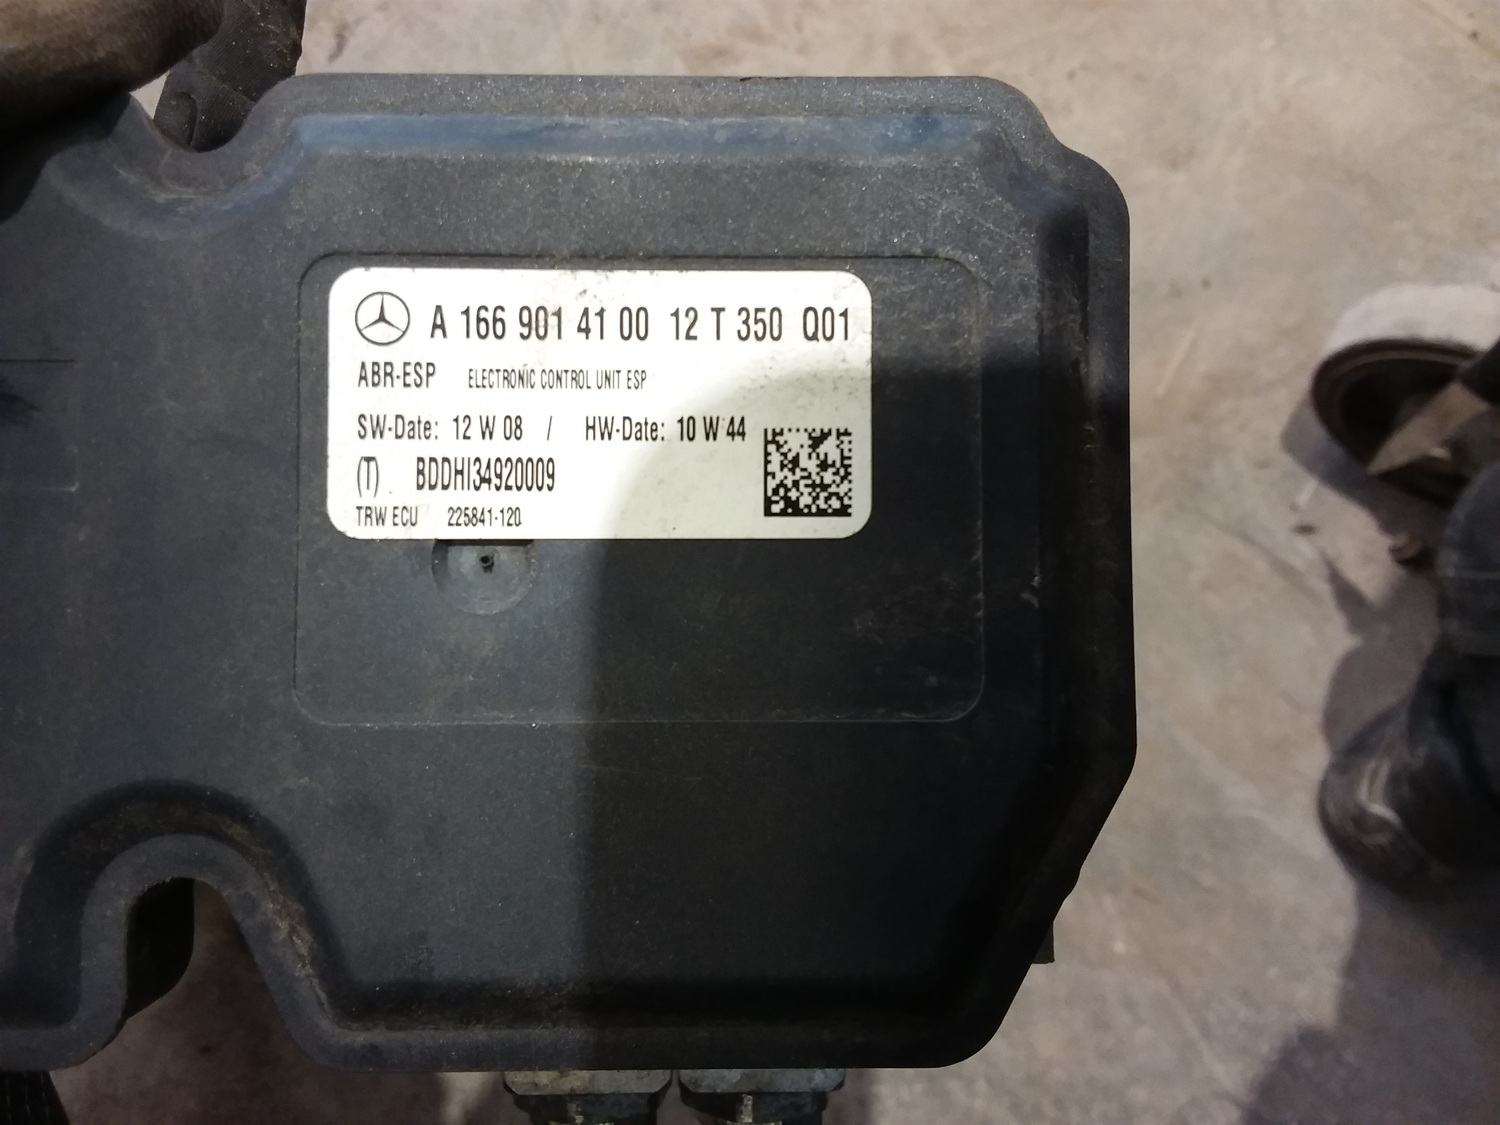 A 166 901 41 00 12 T 350 Q01
ABR-ESP ELECTRONIC CONTROL UNIT ESP
SW-Date: 12 W 08 / HW-Date: 10 W 44
(T) BDDHI34920009
TRW ECU 225841-120